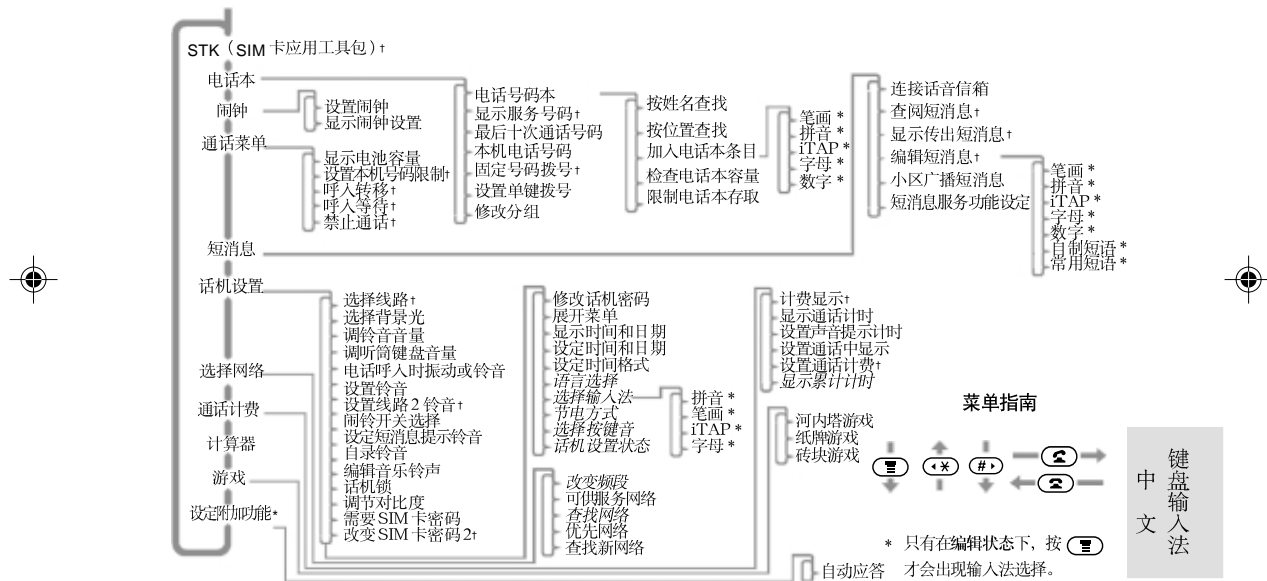 STK（SIM 卡应用工具包）†
电话本
闹钟
设置闹钟
显示闹钟设置
通话菜单
显示电池容量
设置本机号码限制†
呼入转移†
呼入等待†
禁止通话†
电话号码本
显示服务号码†
最后十次通话号码
本机电话号码
固定号码拨号†
设置单键拨号
修改分组
按姓名查找
按位置查找
加入电话本条目
检查电话本容量
限制电话本存取
笔画 *
拼音 *
iTAP *
字母 *
数字 *
短消息
连接话音信箱
查阅短消息†
显示传出短消息†
编辑短消息†
小区广播短消息
短消息服务功能设定
笔画 *
拼音 *
iTAP *
字母 *
数字 *
自制短语 *
常用短语 *
话机设置
选择线路†
选择背景光
调铃音音量
调听筒键盘音量
电话呼入时振动或铃音
设置铃音
设置线路 2 铃音†
闹铃开关选择
设定短消息提示铃音
自录铃音
编辑音乐铃声
话机锁
调节对比度
需要 SIM 卡密码
改变 SIM 卡密码 2†
修改话机密码
展开菜单
显示时间和日期
设定时间和日期
设定时间格式
语言选择
选择输入法
节电方式
选择按键音
话机设置状态
拼音 *
笔画 *
iTAP *
字母 *
选择网络
改变频段
可供服务网络
查找网络
优先网络
查找新网络
通话计费
计费显示†
显示通话计时
设置声音提示计时
设置通话中显示
设置通话计费†
显示累计计时
计算器
游戏
河内塔游戏
纸牌游戏
砖块游戏
设定附加功能*
自动应答
菜单指南
* 只有在编辑状态下，按
才会出现输入法选择。
键盘输入法
中文